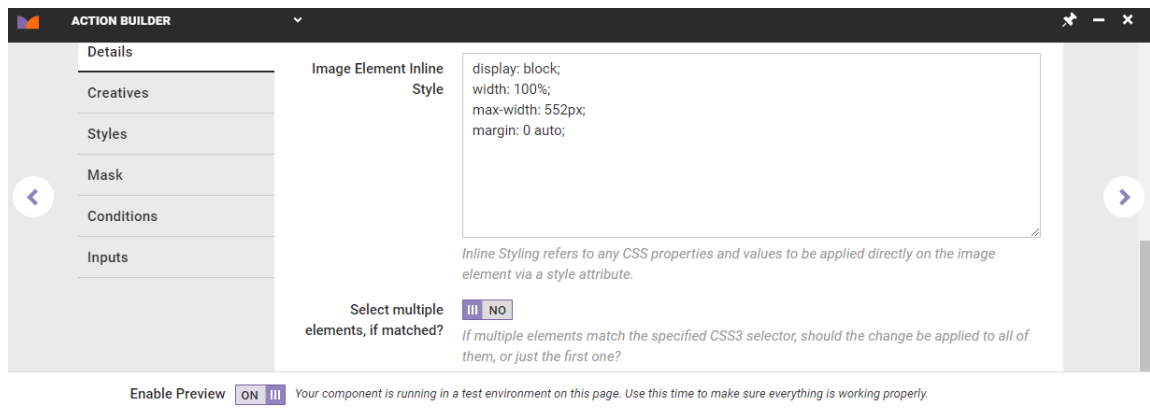 ACTION BUILDER
Details
Creatives
Styles
Mask
Conditions
Inputs
Image Element Inline
Style
display: block;
width: 100%;
max-width: 552px;
margin: 0 auto;
Inline Styling refers to any CSS properties and values to be applied directly on the image
element via a style attribute.
Select multiple
elements, if matched?
NO
If multiple elements match the specified CSS3 selector, should the change be applied to all of
them, or just the first one?
Enable Preview ON Your component is running in a test environment on this page. Use this time to make sure everything is working properly.